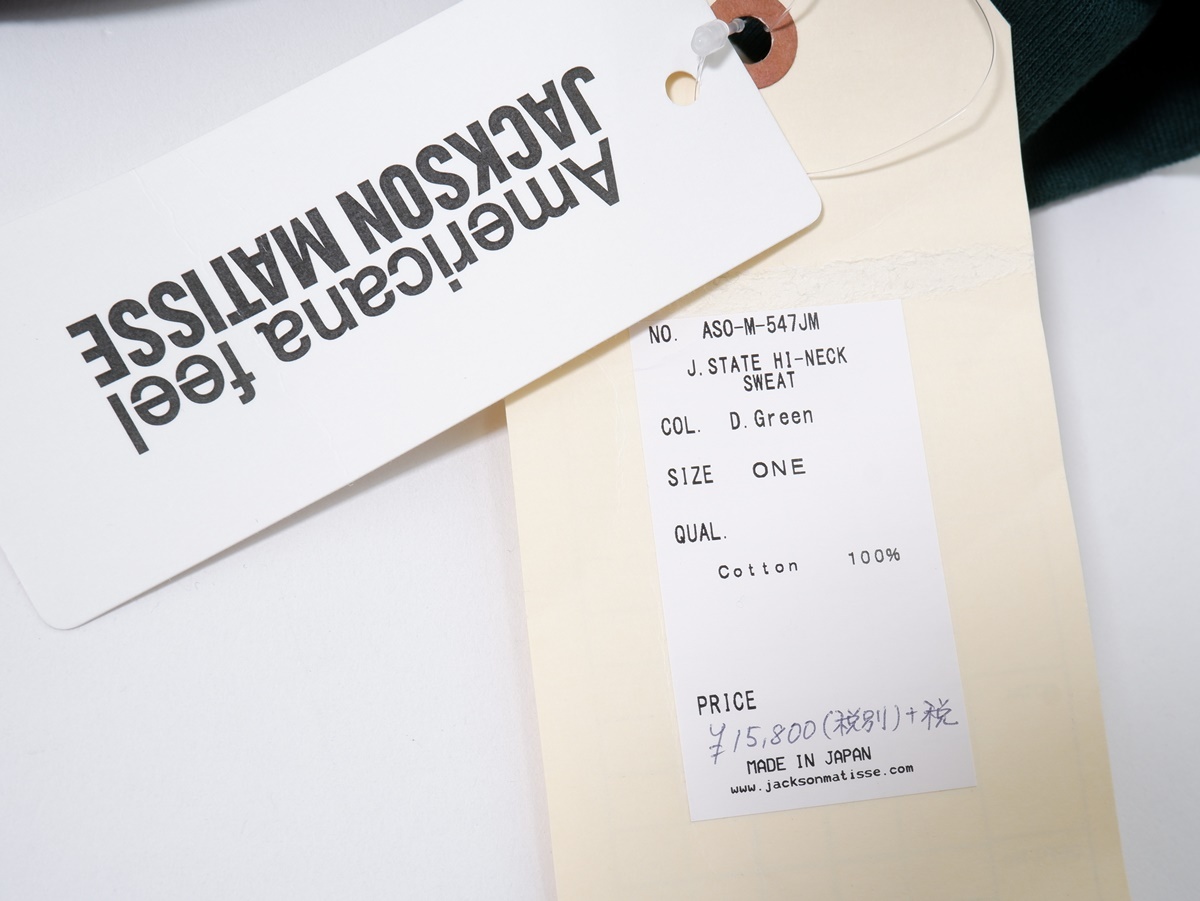 JACKSON MATISSE
Americana feel
NO. ASO-M-547JM
J.STATE HI-NECK
SWEAT
COL. D.Green
SIZE ONE
QUAL.
Cotton 100%
PRICE
¥15,800(税別)+税
MADE IN JAPAN
www.jacksonmatisse.com